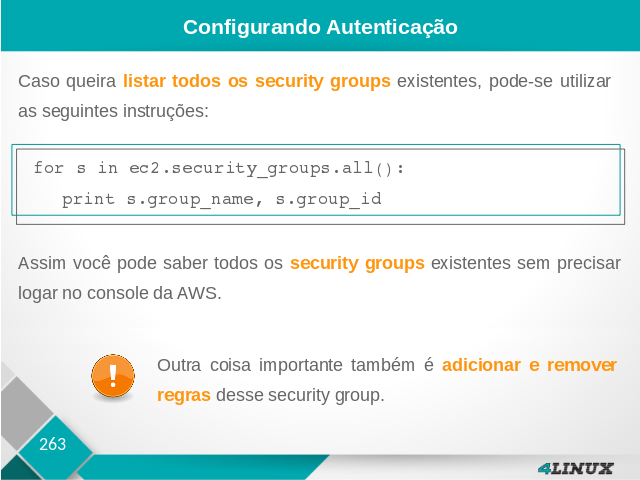 Configurando Autenticação
Caso queira listar todos os security groups existentes, pode-se utilizar
as seguintes instruções:
for s in ec2.security_groups.all():
print s.group_name, s.group_id
Assim você pode saber todos os security groups existentes sem precisar
logar no console da AWS.
Outra coisa importante também é adicionar e remover
regras desse security group.
263
4LINUX